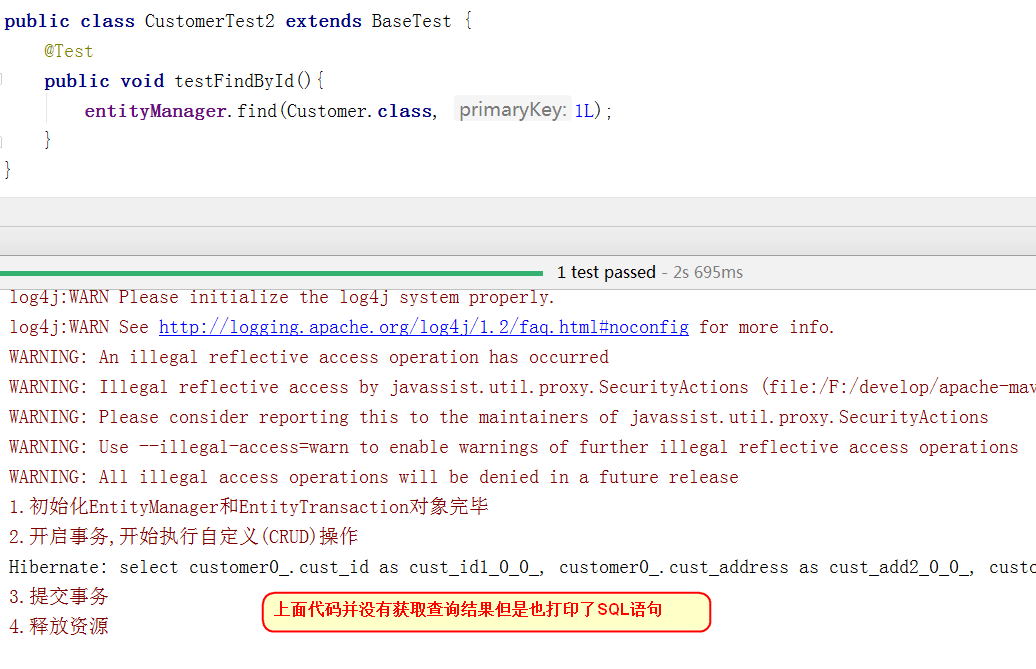 public class CustomerTest2 extends BaseTest {
@Test
public void testFindById(){
entityManager.find(Customer.class, primaryKey: 1L);
}
}
1 test passed - 2s 695ms
log4j:WARN Please initialize the log4j system properly.
log4j:WARN See http://logging.apache.org/log4j/1.2/faq.html#noconfig for more info.
WARNING: An illegal reflective access operation has occurred
WARNING: Illegal reflective access by javassist.util.proxy.SecurityActions (file:/F:/develop/apache-mav
WARNING: Please consider reporting this to the maintainers of javassist.util.proxy.SecurityActions
WARNING: Use --illegal-access=warn to enable warnings of further illegal reflective access operations
WARNING: All illegal access operations will be denied in a future release
1.初始化EntityManager和EntityTransaction对象完毕
2.开启事务,开始执行自定义(CRUD)操作
Hibernate: select customer0_.cust_id as cust_id1_0_0_, customer0_.cust_address as cust_add2_0_0_, custo
3.提交事务
上面代码并没有获取查询结果但是也打印了SQL语句
4.释放资源